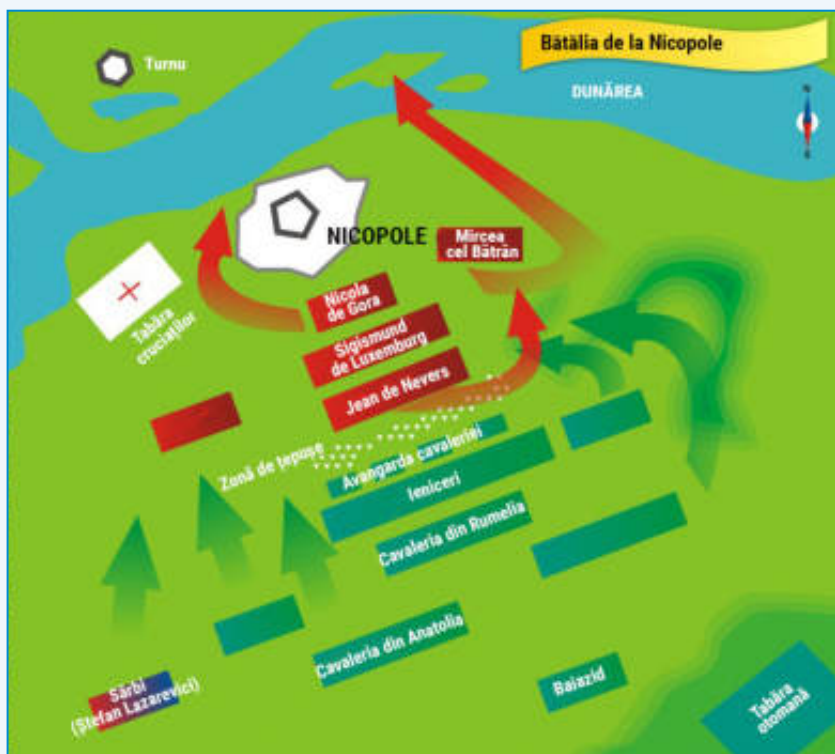 Bătălia de la Nicopole
Turnu
DUNĂREA
N
S
NICOPOLE
Mircea
cel Bătrân
Nicola
de Gora
Tabăra
cruciaților
Sigismund
de Luxemburg
Jean de Nevers
Zonă de țepușe
Avangarda cavaleriei
Ieniceri
Cavaleria din Rumelia
Cavaleria din Anatolia
Sârbi
(Ștefan Lazarevici)
Baiazid
Tabăra
otomană